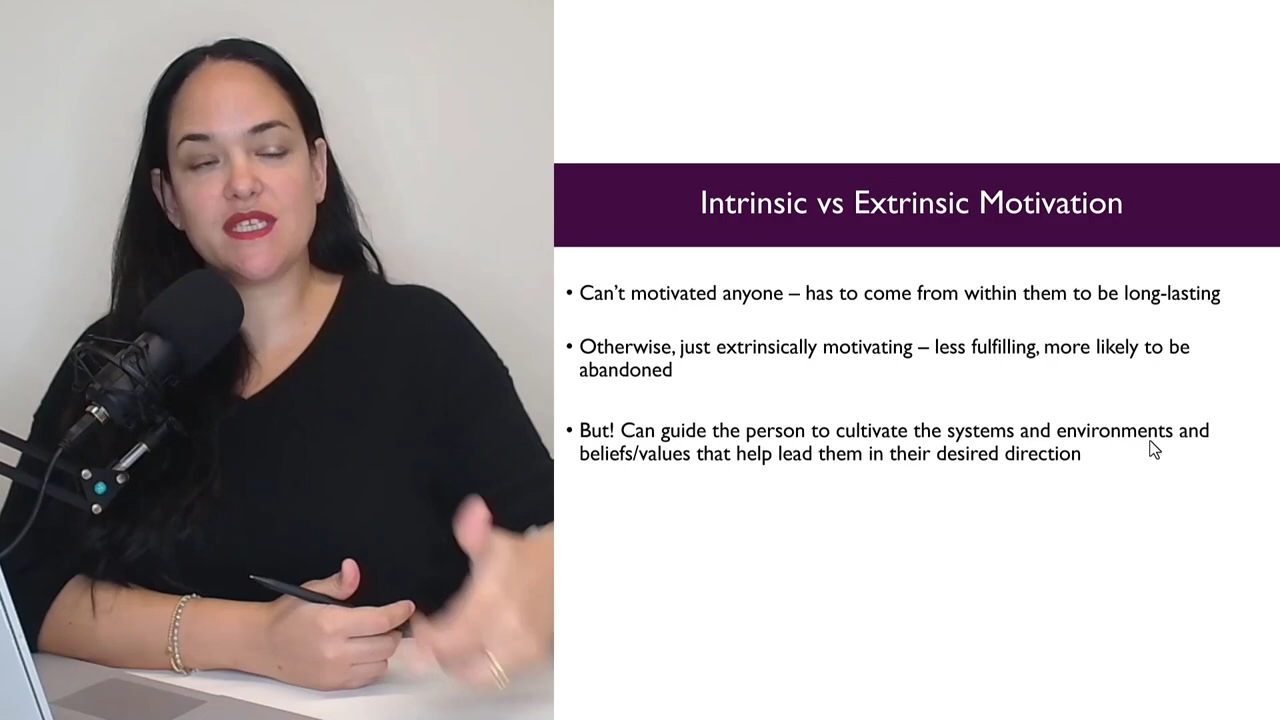 Intrinsic vs Extrinsic Motivation
• Can't motivated anyone – has to come from within them to be long-lasting
• Otherwise, just extrinsically motivating – less fulfilling, more likely to be
abandoned
• But! Can guide the person to cultivate the systems and environments and
beliefs/values that help lead them in their desired direction